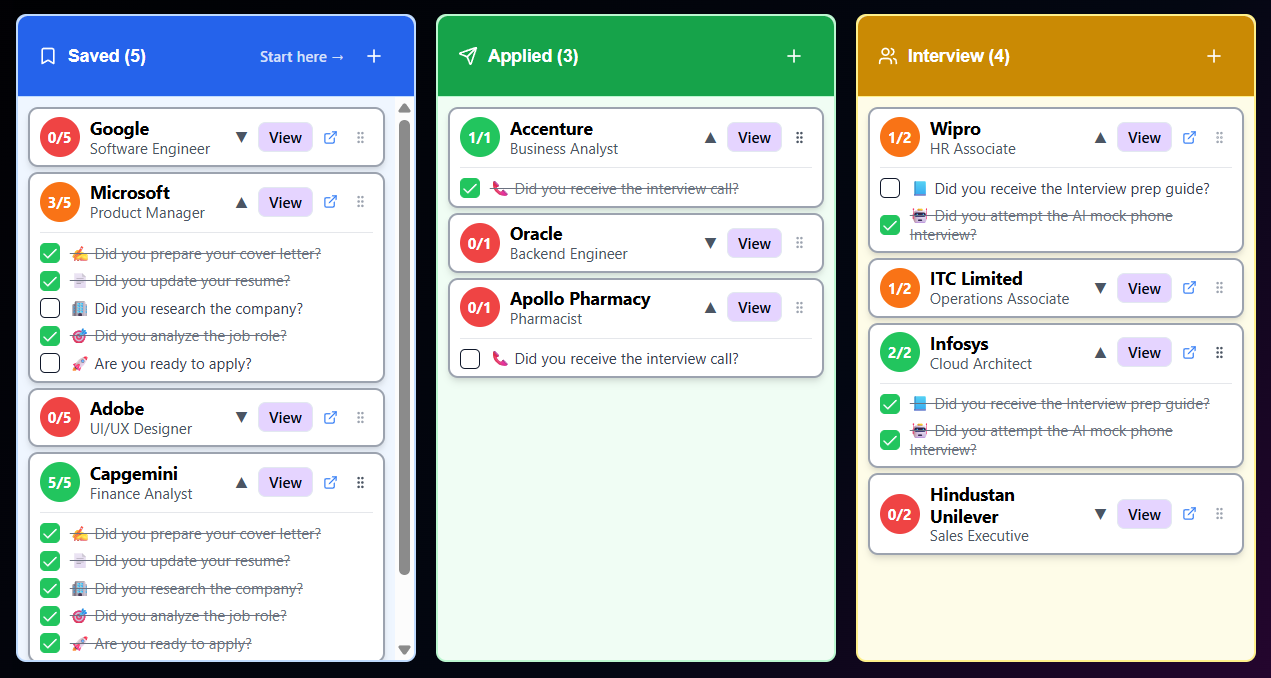 Saved (5)
Start here →
+
0/5
Google
Software Engineer
▼
View
3/5
Microsoft
Product Manager
▲
View
✍️ Did you prepare your cover letter?
📄 Did you update your resume?
🏢 Did you research the company?
🎯 Did you analyze the job role?
🚀 Are you ready to apply?
0/5
Adobe
UI/UX Designer
▼
View
5/5
Capgemini
Finance Analyst
▲
View
✍️ Did you prepare your cover letter?
📄 Did you update your resume?
🏢 Did you research the company?
🎯 Did you analyze the job role?
🚀 Are you ready to apply?
Applied (3)
+
1/1
Accenture
Business Analyst
▲
View
📞 Did you receive the interview call?
0/1
Oracle
Backend Engineer
▼
View
0/1
Apollo Pharmacy
Pharmacist
▲
View
📞 Did you receive the interview call?
Interview (4)
+
1/2
Wipro
HR Associate
▲
View
📘 Did you receive the Interview prep guide?
🤖 Did you attempt the AI mock phone
Interview?
1/2
ITC Limited
Operations Associate
▼
View
2/2
Infosys
Cloud Architect
▲
View
📘 Did you receive the Interview prep guide?
🤖 Did you attempt the AI mock phone
Interview?
0/2
Hindustan
Unilever
Sales Executive
▼
View